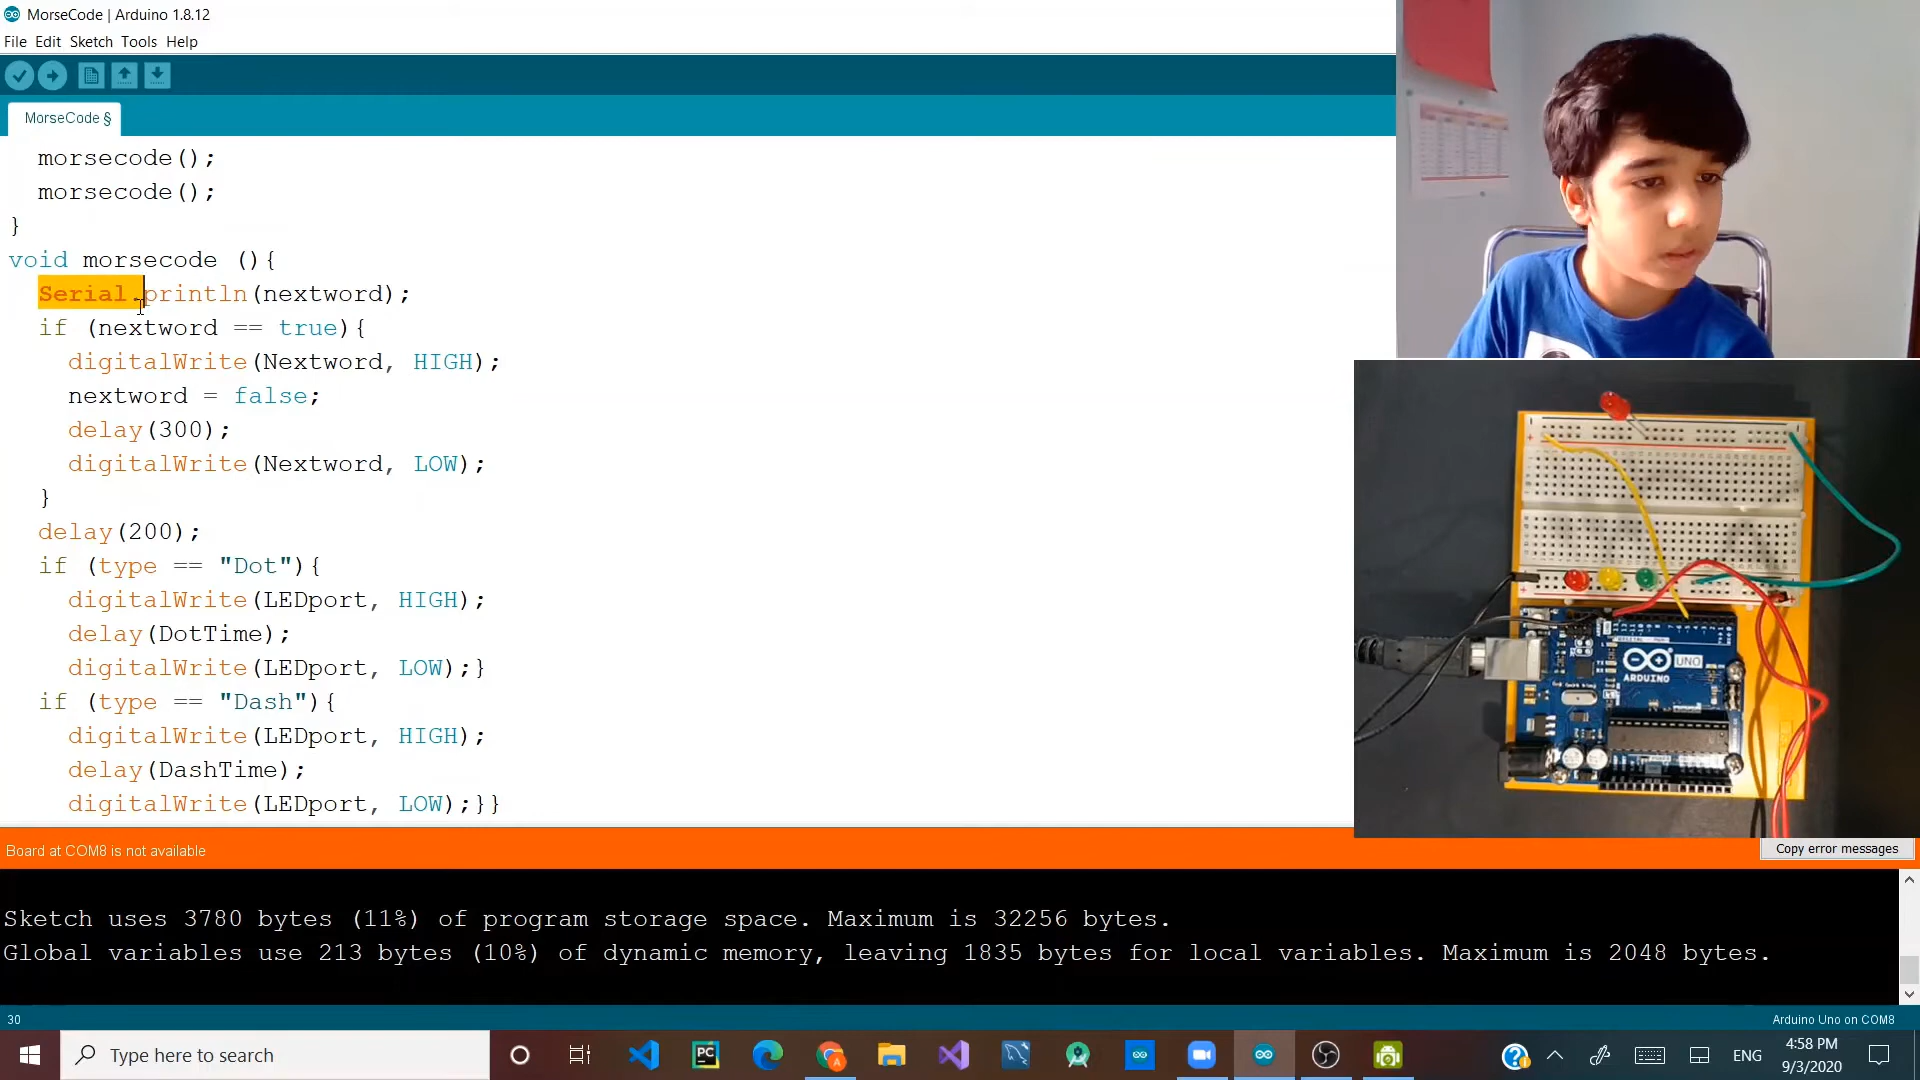 MorseCode | Arduino 1.8.12
File Edit Sketch Tools Help
MorseCode §
morsecode();
morsecode();
}
void morsecode (){
Serial.println(nextword);
if (nextword == true){
digitalWrite(Nextword, HIGH);
nextword = false;
delay(300);
digitalWrite(Nextword, LOW);
}
delay(200);
if (type == "Dot"){
digitalWrite(LEDport, HIGH);
delay(DotTime);
digitalWrite(LEDport, LOW);}
if (type == "Dash"){
digitalWrite(LEDport, HIGH);
delay(DashTime);
digitalWrite(LEDport, LOW);}}
UNO
ARDUINO
Board at COM8 is not available
Copy error messages
Sketch uses 3780 bytes (11%) of program storage space. Maximum is 32256 bytes.
Global variables use 213 bytes (10%) of dynamic memory, leaving 1835 bytes for local variables. Maximum is 2048 bytes.
30
Arduino Uno on COM8
Type here to search
PC
ENG
4:58 PM
9/3/2020